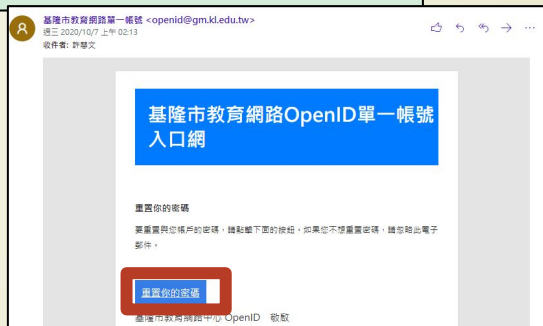 基隆市教育網路單一帳號 <openid@gm.kl.edu.tw>
週三 2020/10/7 上午 02:13
收件者: 許慧文
基隆市教育網路OpenID單一帳號
入口網
重置你的密碼
要重置與您帳戶的密碼，請點擊下面的按鈕。如果您不想重置密碼，請忽略此電子
郵件。
重置你的密碼
基隆市教育網路中心 OpenID 敬啟